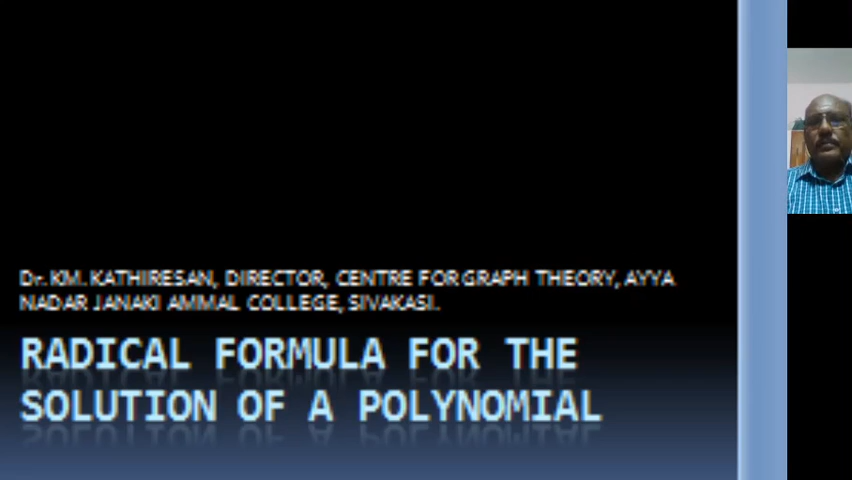 Dr. KM. KATHIRESAN, DIRECTOR, CENTRE FOR GRAPH THEORY, AYYA
NADAR JANAKI AMMAL COLLEGE, SIVAKASI.
RADICAL FORMULA FOR THE
SOLUTION OF A POLYNOMIAL